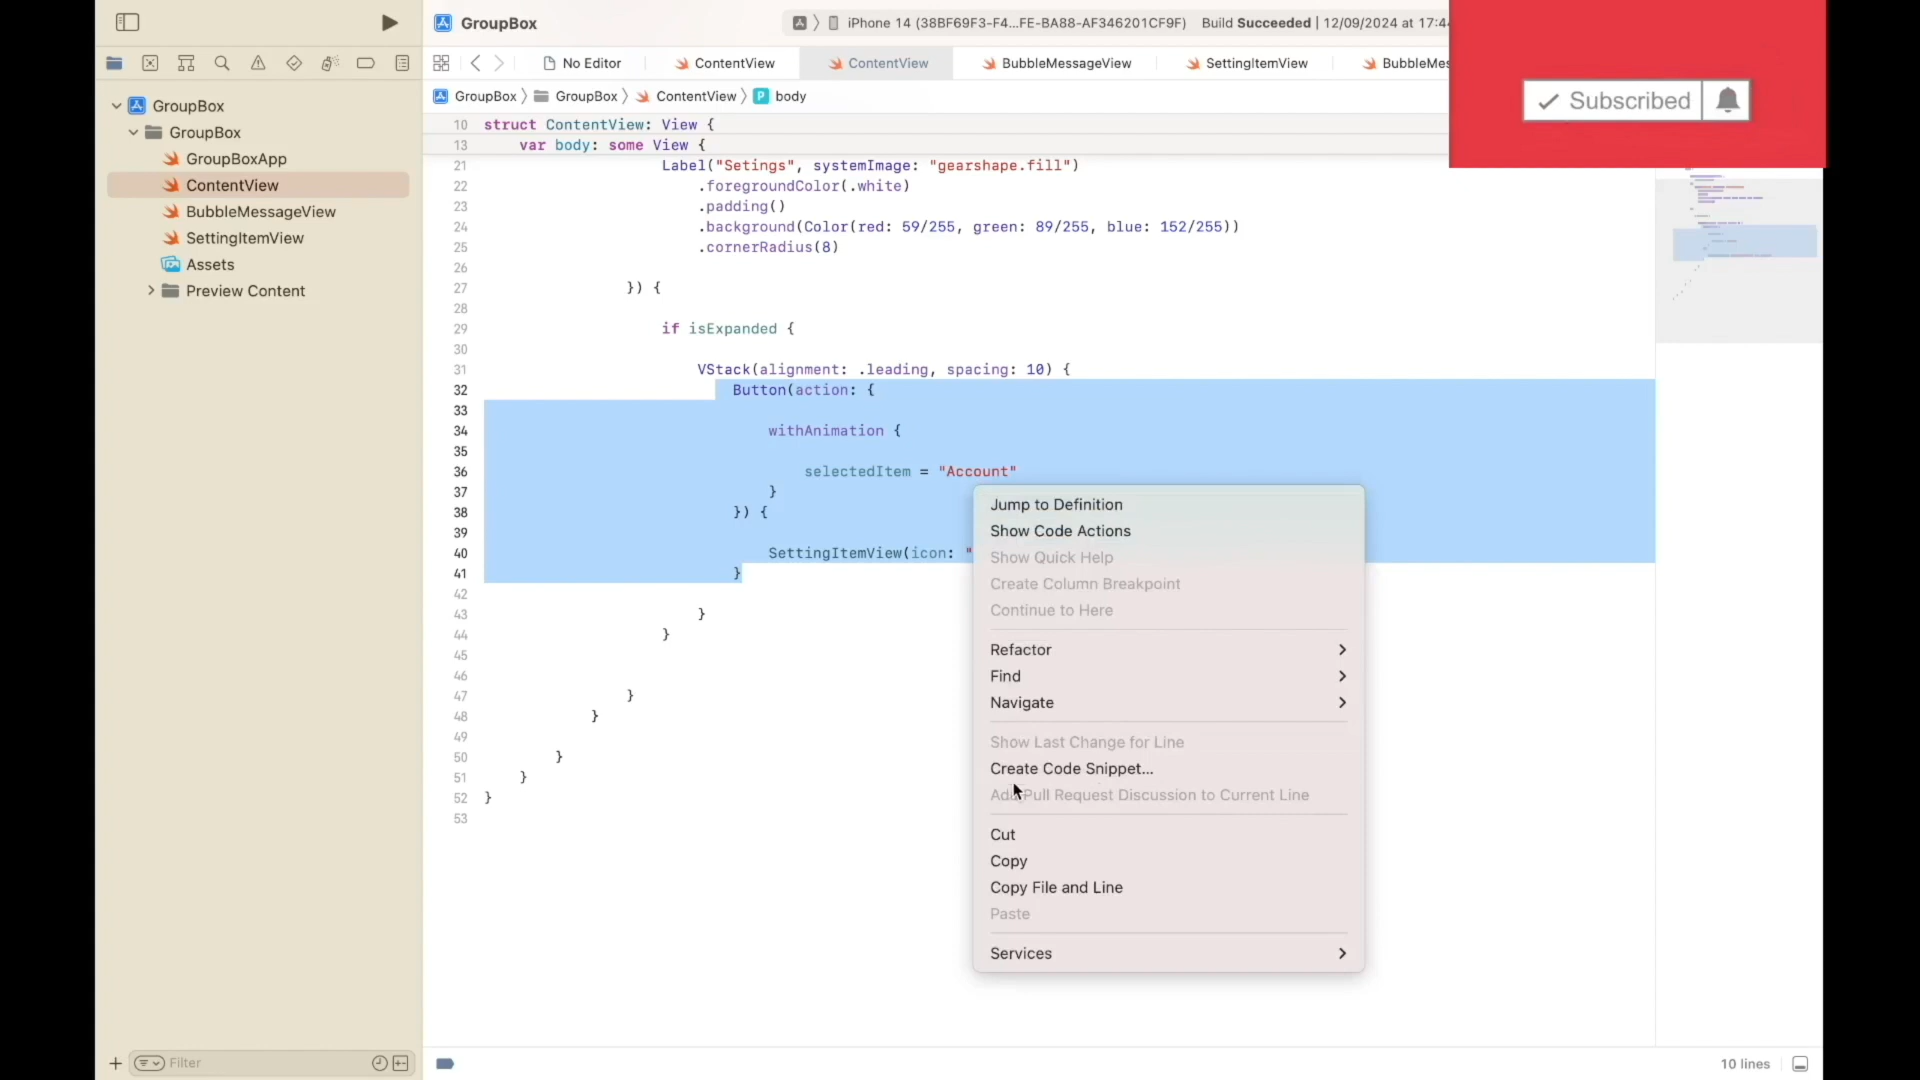 GroupBox
iPhone 14 (38BF69F3-F4...FE-BA88-AF346201CF9F) Build Succeeded | 12/09/2024 at 17:44
Subscribed
No Editor
ContentView
ContentView
BubbleMessageView
SettingItemView
BubbleMes
GroupBox
GroupBox
ContentView
P body
GroupBox
GroupBox
GroupBoxApp
ContentView
BubbleMessageView
SettingItemView
Assets
Preview Content
10 struct ContentView: View {
13 var body: some View {
21 Label("Setings", systemImage: "gearshape.fill")
22 .foregroundColor(.white)
23 .padding()
24 .background(Color(red: 59/255, green: 89/255, blue: 152/255))
25 .cornerRadius(8)
26
27 }) {
28
29 if isExpanded {
30
31 VStack(alignment: .leading, spacing: 10) {
32 Button(action: {
33
34 withAnimation {
35
36 selectedItem = "Account"
37 }
38 }) {
39
40 SettingItemView(icon: "
41 }
42
43 }
44 }
45
46
47 }
48 }
49
50 }
51 }
52 }
53
Jump to Definition
Show Code Actions
Show Quick Help
Create Column Breakpoint
Continue to Here
Refactor
Find
Navigate
Show Last Change for Line
Create Code Snippet...
Add Pull Request Discussion to Current Line
Cut
Copy
Copy File and Line
Paste
Services
Filter
10 lines